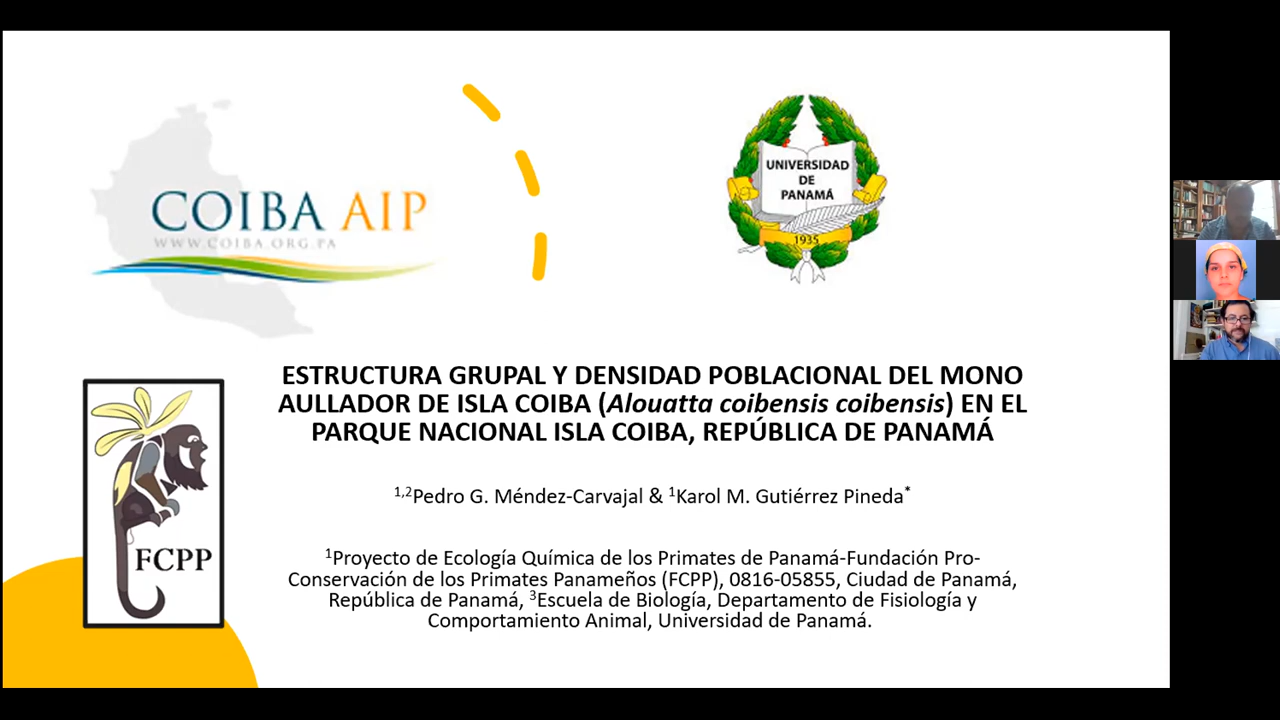 COIBA AIP
WWW.COIBA.ORG.PA
UNIVERSIDAD
DE
PANAMÁ
1935
ESTRUCTURA GRUPAL Y DENSIDAD POBLACIONAL DEL MONO
AULLADOR DE ISLA COIBA (Alouatta coibensis coibensis) EN EL
PARQUE NACIONAL ISLA COIBA, REPÚBLICA DE PANAMÁ
1,2Pedro G. Méndez-Carvajal & 1Karol M. Gutiérrez Pineda*
FCPP
1Proyecto de Ecología Química de los Primates de Panamá-Fundación Pro-
Conservación de los Primates Panameños (FCPP), 0816-05855, Ciudad de Panamá,
República de Panamá, 3Escuela de Biología, Departamento de Fisiología y
Comportamiento Animal, Universidad de Panamá.